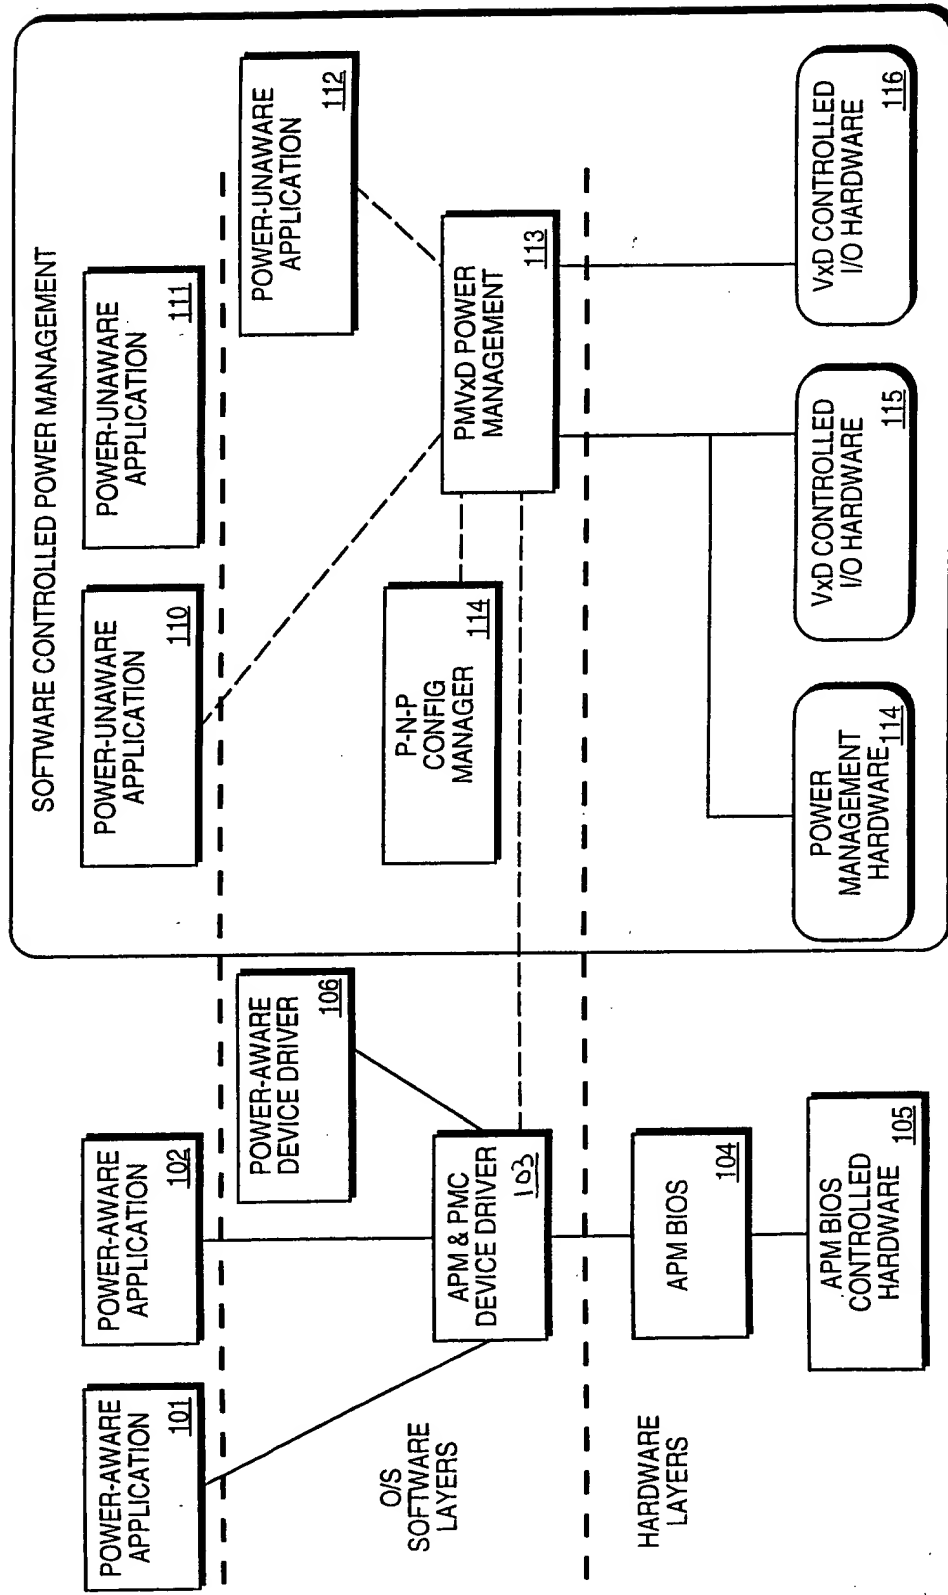 SOFTWARE CONTROLLED POWER MANAGEMENT
POWER-AWARE
APPLICATION
101
POWER-AWARE
APPLICATION
102
POWER-UNAWARE
APPLICATION
110
POWER-UNAWARE
APPLICATION
111
POWER-AWARE
DEVICE DRIVER
106
POWER-UNAWARE
APPLICATION
112
O/S
SOFTWARE
LAYERS
APM & PMC
DEVICE DRIVER
103
P-N-P
CONFIG
MANAGER
114
PMVxD POWER
MANAGEMENT
113
HARDWARE
LAYERS
APM BIOS
104
APM BIOS
CONTROLLED
HARDWARE
105
POWER
MANAGEMENT
HARDWARE 114
VxD CONTROLLED
I/O HARDWARE
115
VxD CONTROLLED
I/O HARDWARE
116